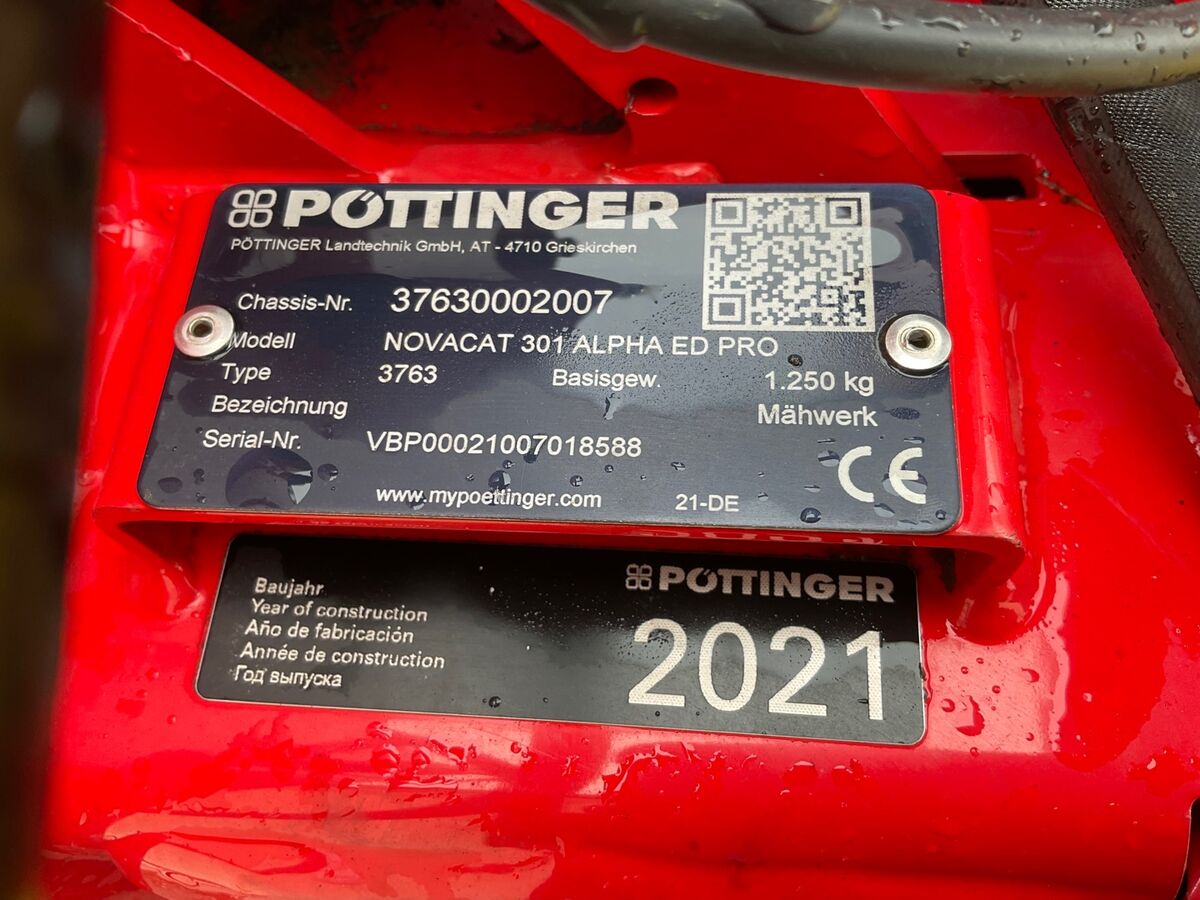 PÖTTINGER
PÖTTINGER Landtechnik GmbH, AT - 4710 Grieskirchen
Chassis-Nr. 37630002007
Modell NOVACAT 301 ALPHA ED PRO
Type 3763 Basisgew. 1.250 kg
Bezeichnung Mähwerk
Serial-Nr. VBP00021007018588
www.mypoettinger.com 21-DE CE
PÖTTINGER
Baujahr
Year of construction
Año de fabricación
Année de construction
Год выпуска
2021